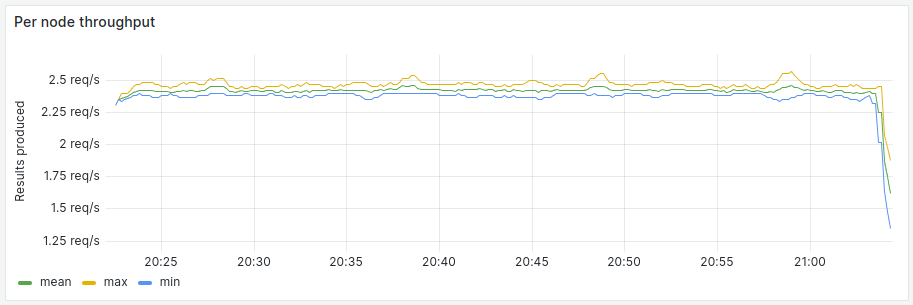 Per node throughput
Results produced
2.5 req/s
2.25 req/s
2 req/s
1.75 req/s
1.5 req/s
1.25 req/s
20:25 20:30 20:35 20:40 20:45 20:50 20:55 21:00
mean max min